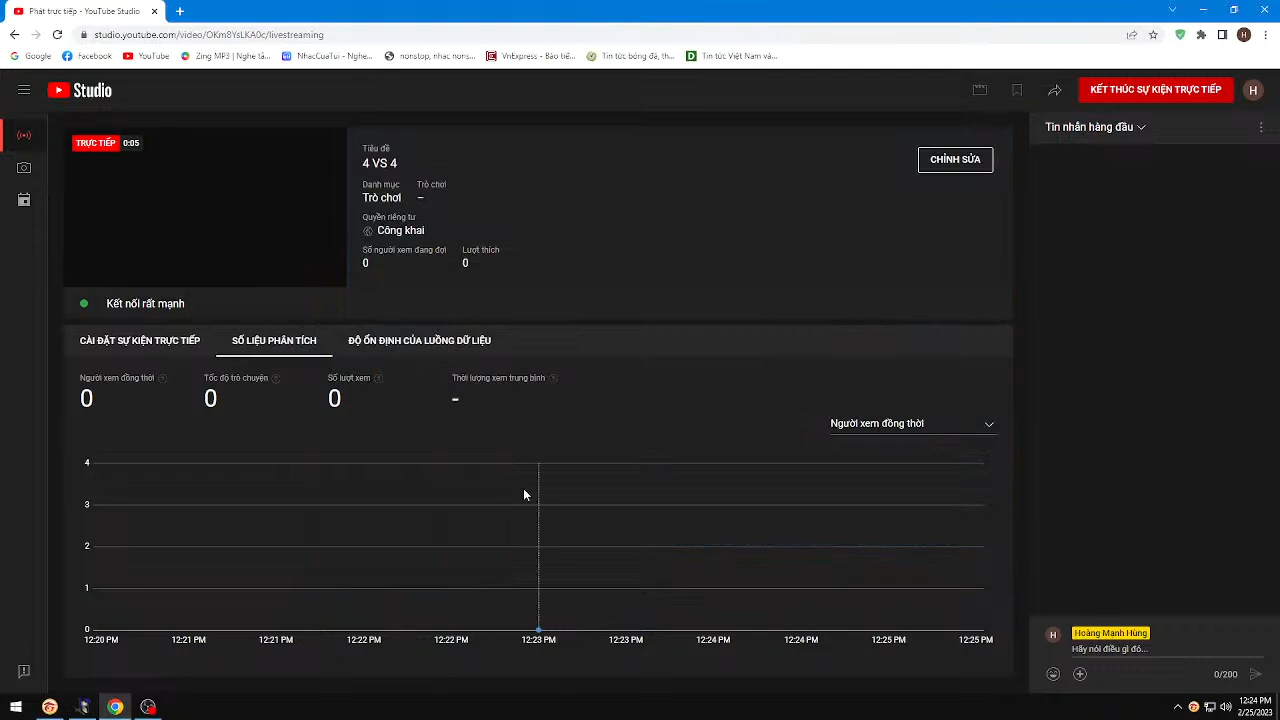 Phát trực tiếp - YouTube Studio
studio.youtube.com/video/OKm8YsLKA0c/livestreaming
Google
Facebook
YouTube
Zing MP3 | Nghe tả...
NhacCuaTui - Nghe...
nonstop, nhac nons...
VnExpress - Báo tiế...
Tin tức bóng đá, th...
Tin tức Việt Nam và...
H
Studio
KẾT THÚC SỰ KIỆN TRỰC TIẾP
H
TRỰC TIẾP 0:05
Tiêu đề
4 VS 4
CHỈNH SỬA
Danh mục Trò chơi
Trò chơi –
Quyền riêng tư
Công khai
Số người xem đang đợi Lượt thích
0 0
Kết nối rất mạnh
Tin nhắn hàng đầu
CÀI ĐẶT SỰ KIỆN TRỰC TIẾP SỐ LIỆU PHÂN TÍCH ĐỘ ỔN ĐỊNH CỦA LUỒNG DỮ LIỆU
Người xem đồng thời Tốc độ trò chuyện Số lượt xem Thời lượng xem trung bình
0 0 0 -
Người xem đồng thời
4
3
2
1
0
12:20 PM 12:21 PM 12:21 PM 12:22 PM 12:22 PM 12:23 PM 12:23 PM 12:24 PM 12:24 PM 12:25 PM 12:25 PM
H
Hoàng Mạnh Hùng
Hãy nói điều gì đó...
0/200
12:24 PM
2/25/2023